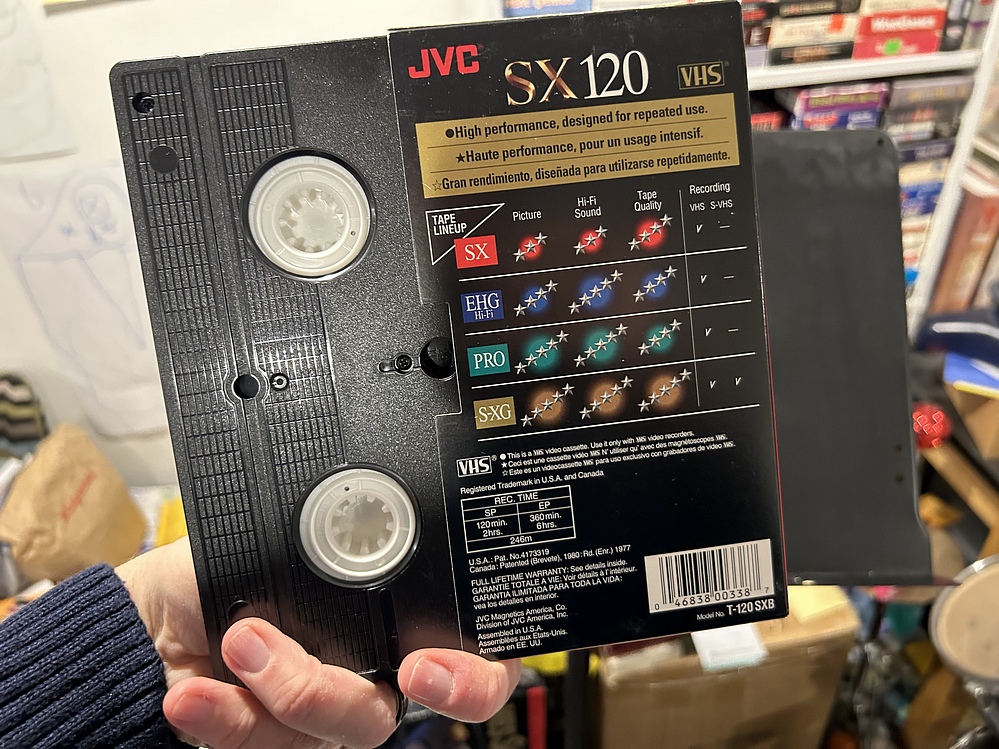 JVC
SX 120
VHS
●High performance, designed for repeated use.
★Haute performance, pour un usage intensif.
☆Gran rendimiento, diseñada para utilizarse repetidamente.
TAPE LINEUP
Picture
Hi-Fi Sound
Tape Quality
Recording
VHS S-VHS
SX
EHG
Hi-Fi
PRO
S-XG
VHS
●This is a VHS video cassette. Use it only with VHS video recorders.
★Ceci est une cassette vidéo VHS N' utiliser qu' avec des magnétoscopes VHS.
☆Este es un videocassette VHS para uso exclusivo con grabadores de video VHS.
Registered Trademark in U.S.A. and Canada
REC. TIME
SP EP
120min. 360min.
2hrs. 6hrs.
246m
U.S.A.: Pat. No.4173319
Canada: Patented (Brevete), 1980: Rd. (Enr.) 1977
FULL LIFETIME WARRANTY: See details inside.
GARANTIE TOTALE A VIE: Voir détails à l'intérieur.
GARANTIA ILIMITADA PARA TODA LA VIDA:
vea los detalles en interior.
JVC Magnetics America, Co.
Division of JVC America, Inc.
Assembled in U.S.A.
Assemblées aux Etats-Unis.
Armado en EE. UU.
0 46838 00338 7
Model No. T-120 SXB
Windows